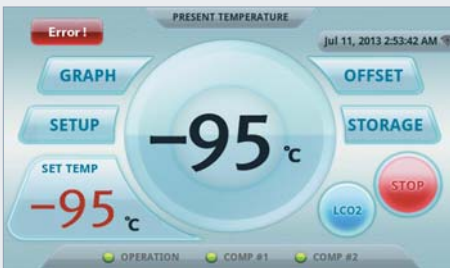 PRESENT TEMPERATURE
Error !
Jul 11, 2013 2:53:42 AM
GRAPH
OFFSET
SETUP
STORAGE
−95 ℃
SET TEMP
−95 ℃
LCO2
STOP
OPERATION
COMP #1
COMP #2